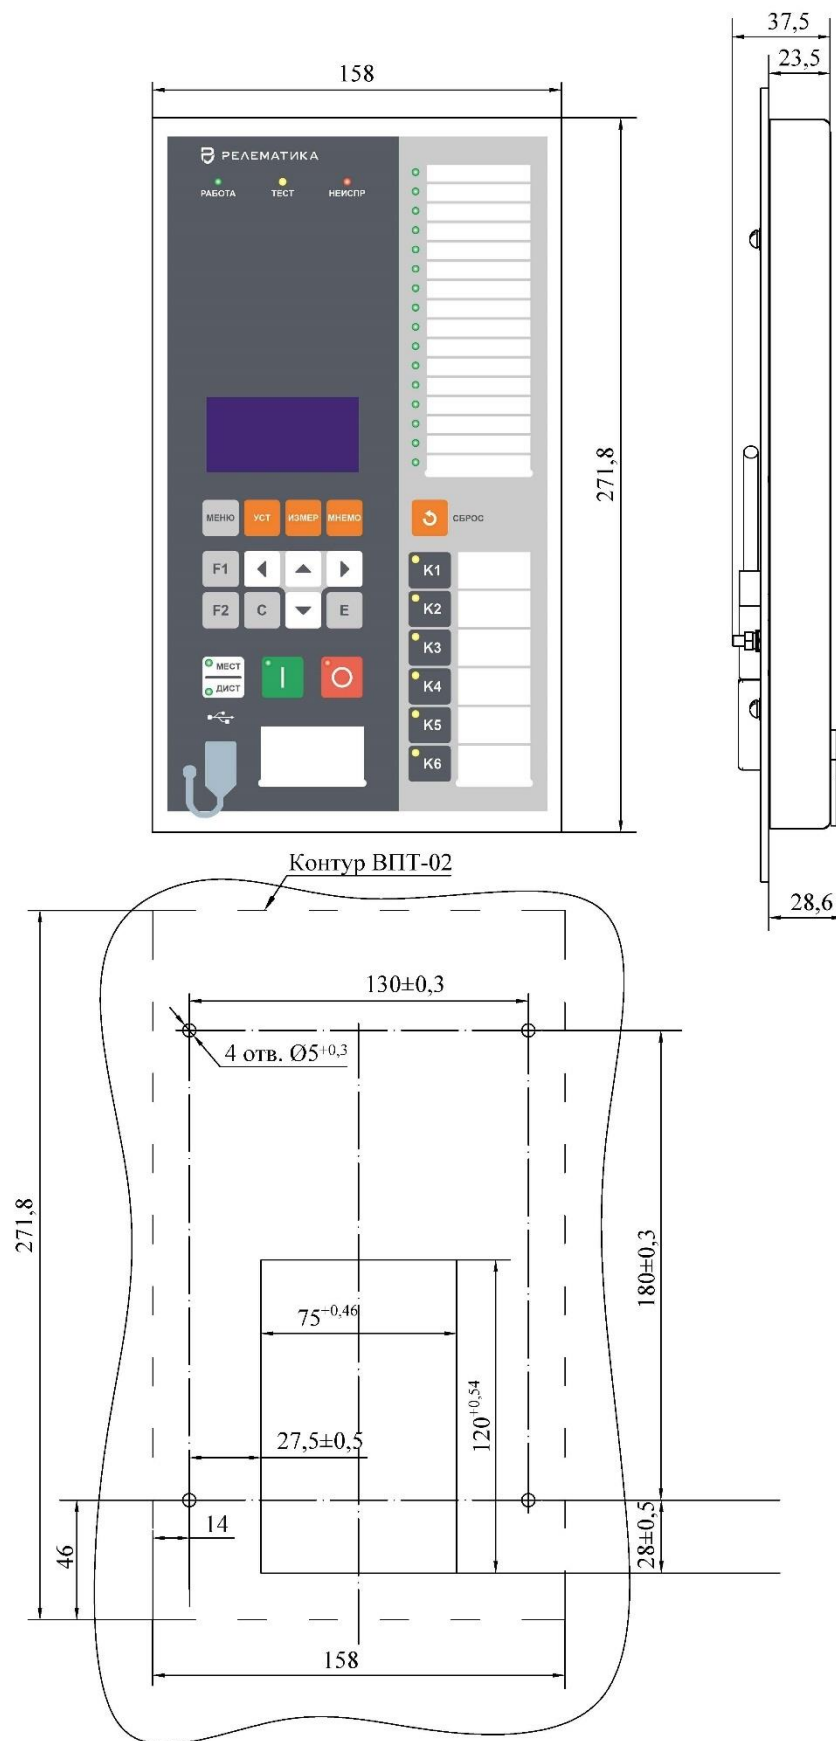 37,5
23,5
158
РЕЛЕМАТИКА
РАБОТА ТЕСТ НЕИСПР
271,8
МЕНЮ УСТ ИЗМЕР МНЕМО СБРОС
F1 K1
F2 C E K2
K3
МЕСТ
ДИСТ
K4
K5
K6
Контур ВПТ-02
28,6
130±0,3
4 отв. Ø5+0,3
271,8
180±0,3
75+0,46
120+0,54
27,5±0,5
14
46
28±0,5
158